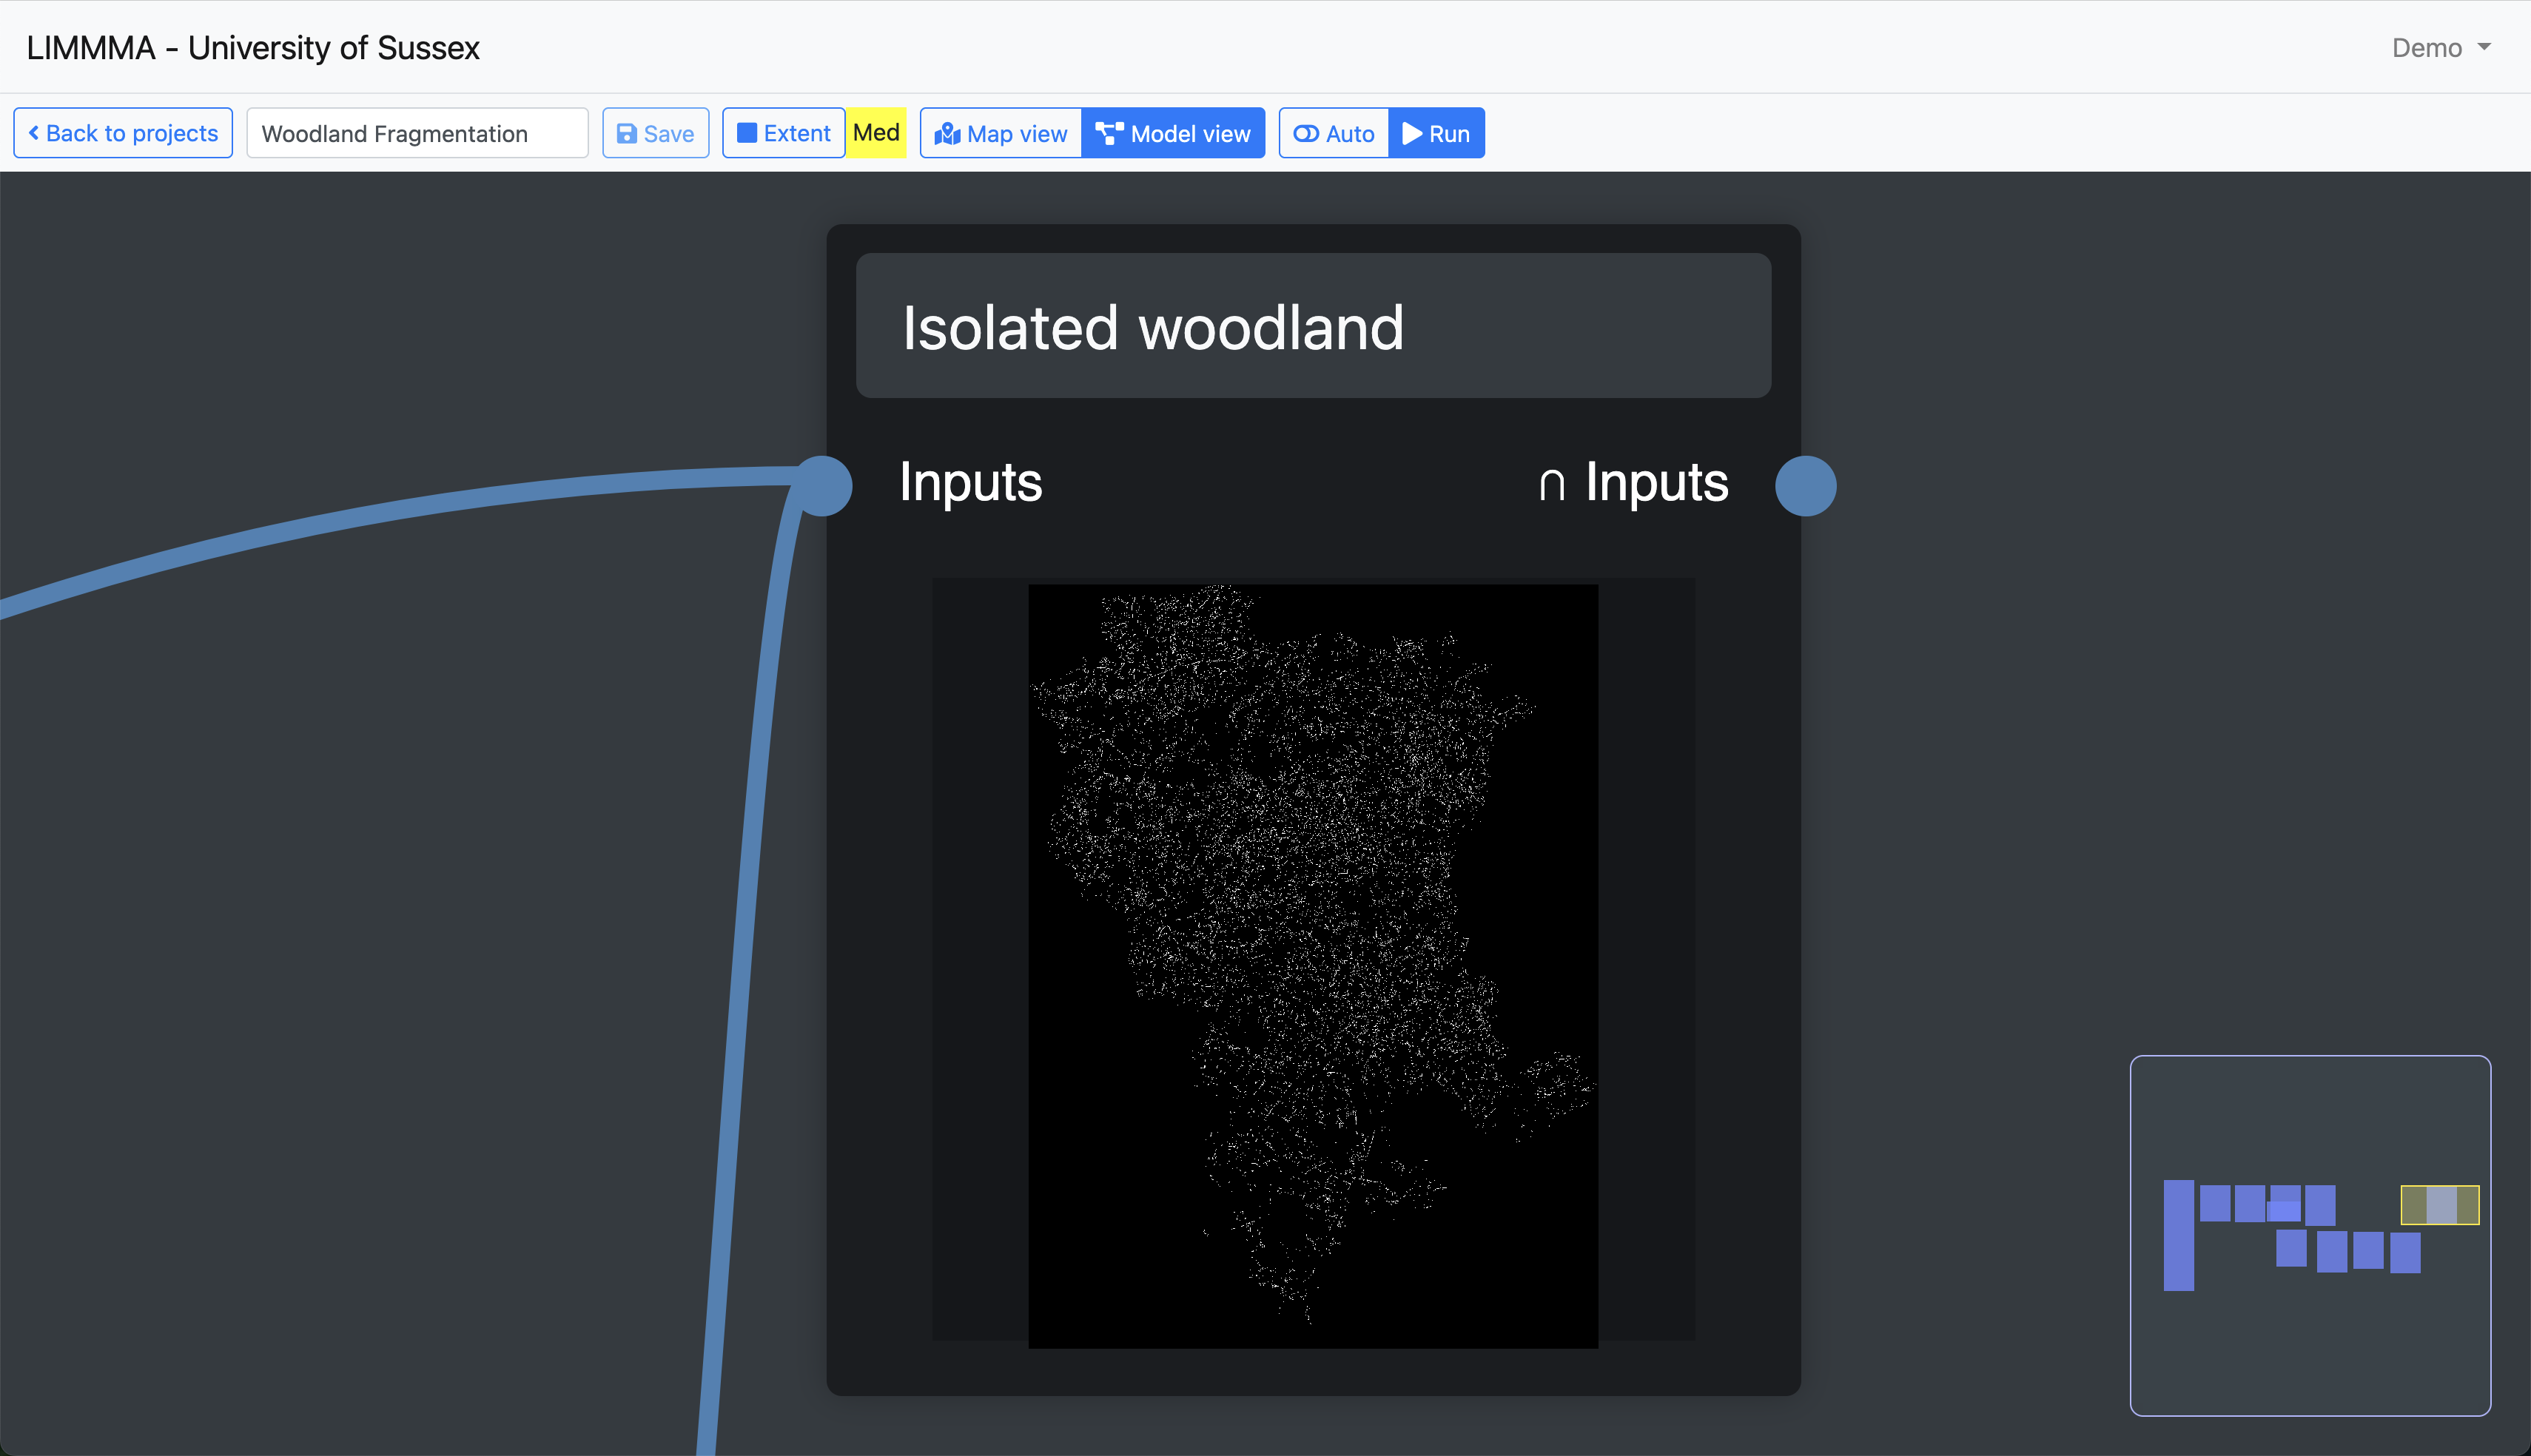 LIMMMA - University of Sussex
Demo
Back to projects
Woodland Fragmentation
Save
Extent
Med
Map view
Model view
Auto
Run
Isolated woodland
Inputs
∩ Inputs